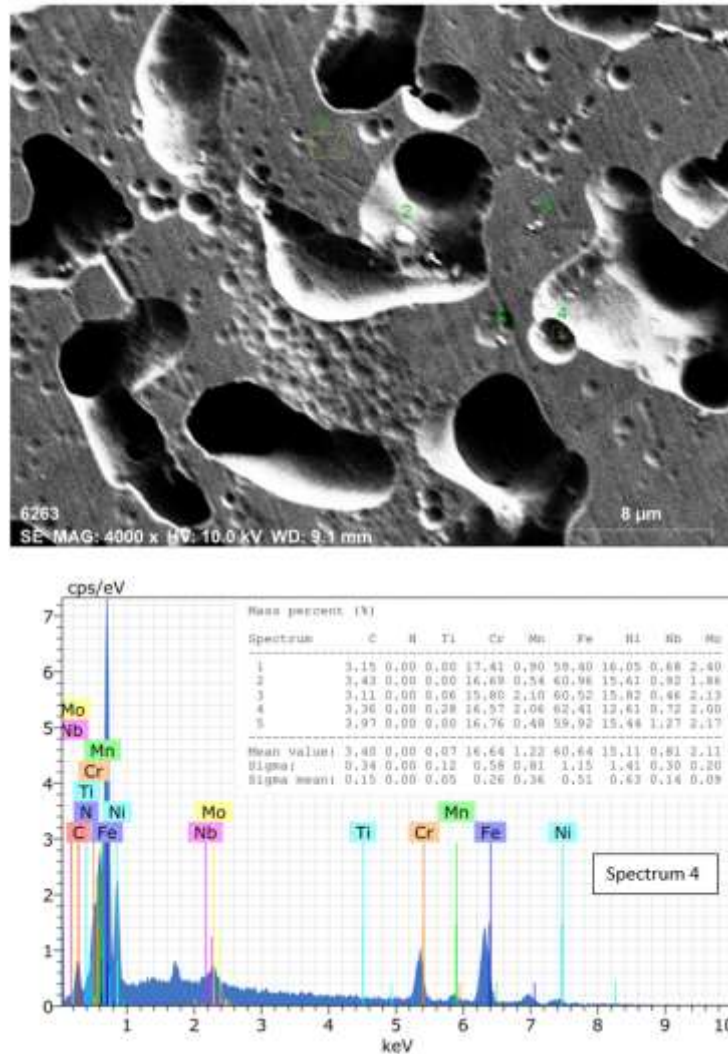 2
4
6263
8 µm
SE MAG: 4000 x HV: 10.0 kV WD: 9.1 mm
cps/eV
7
6
5
4
3
2
1
0
Mass percent (%)
Spectrum C N Ti Cr Mn Fe Ni Nb Mo
1 3.15 0.00 0.00 17.41 0.90 59.40 16.05 0.68 2.40
2 3.43 0.00 0.00 16.69 0.54 60.96 15.61 0.92 1.86
3 3.11 0.00 0.06 15.80 2.10 60.52 15.82 0.46 2.13
4 3.36 0.00 0.28 16.57 2.06 62.41 12.61 0.72 2.00
5 3.97 0.00 0.00 16.76 0.48 59.92 15.44 1.27 2.17
Mean value: 3.40 0.00 0.07 16.64 1.22 60.64 15.11 0.81 2.11
Sigma: 0.34 0.00 0.12 0.58 0.81 1.15 1.41 0.30 0.20
Sigma mean: 0.15 0.00 0.05 0.26 0.36 0.51 0.63 0.14 0.09
Mo
Nb
Mn
Cr
Ti
N Ni
C Fe
Mo
Nb
Ti
Cr
Mn
Fe
Ni
Spectrum 4
1 2 3 4 5 6 7 8 9 10
keV